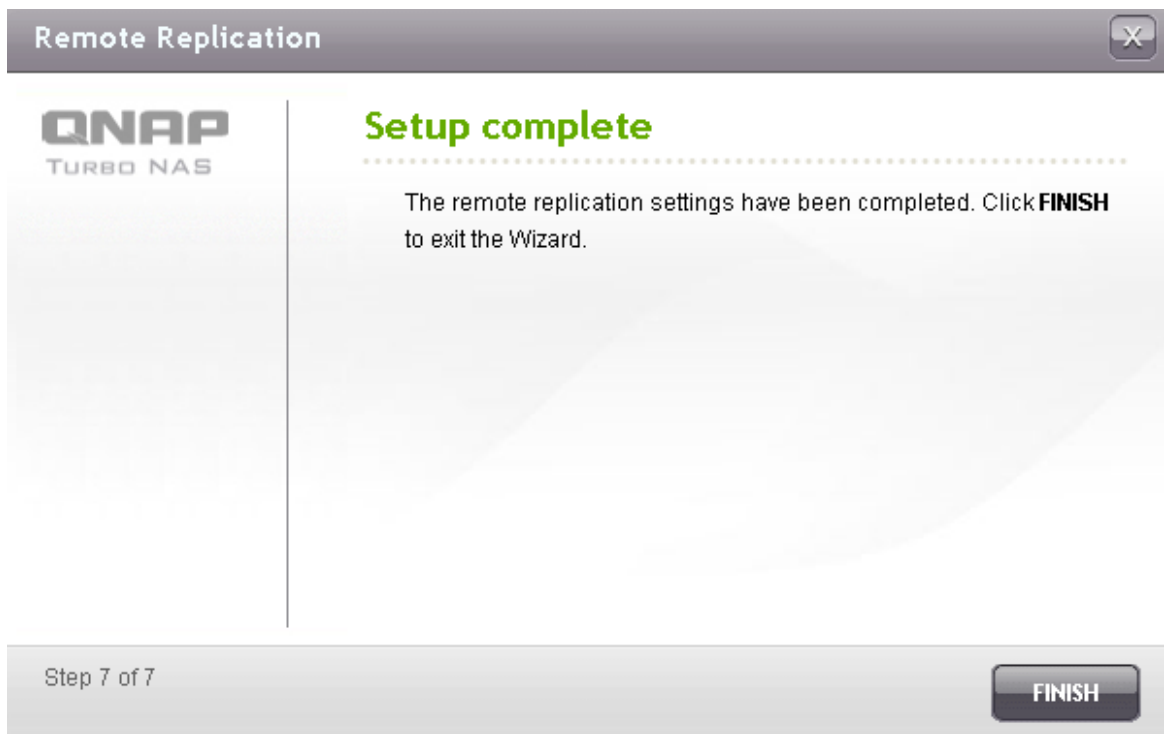 Remote Replication
X
QNAP
TURBO NAS
Setup complete
The remote replication settings have been completed. Click FINISH
to exit the Wizard.
Step 7 of 7
FINISH